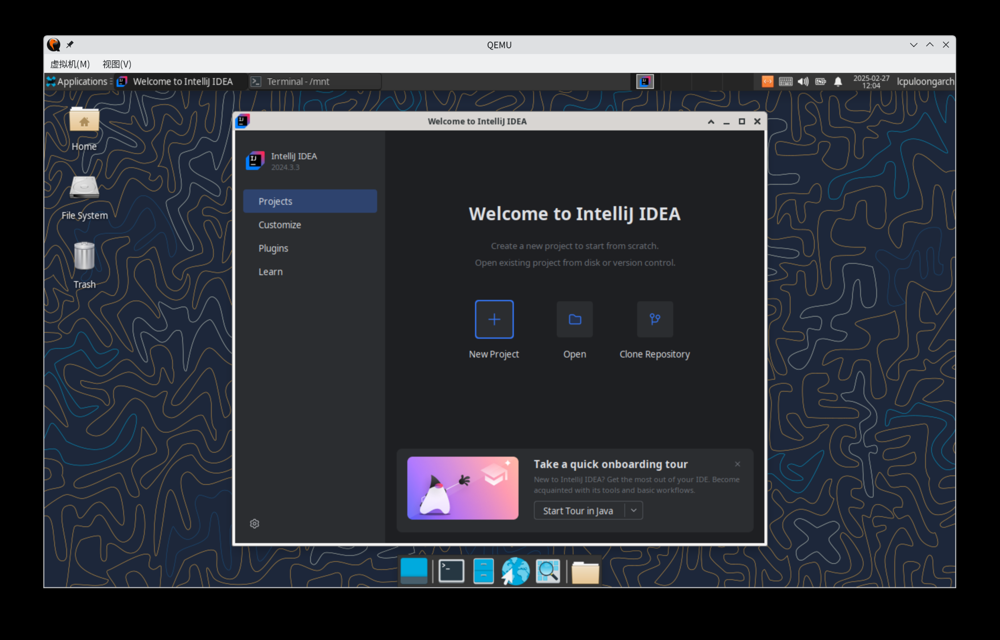 QEMU
虚拟机(M) 视图(V)
Applications Welcome to IntelliJ IDEA Terminal - /mnt 2025-02-27 12:04 lcpuloongarch
Home
File System
Trash
Welcome to IntelliJ IDEA
IntelliJ IDEA
2024.3.3
Projects
Customize
Plugins
Learn
Welcome to IntelliJ IDEA
Create a new project to start from scratch.
Open existing project from disk or version control.
New Project Open Clone Repository
Take a quick onboarding tour
New to IntelliJ IDEA? Get the most out of your IDE. Become
acquainted with its tools and basic workflows.
Start Tour in Java